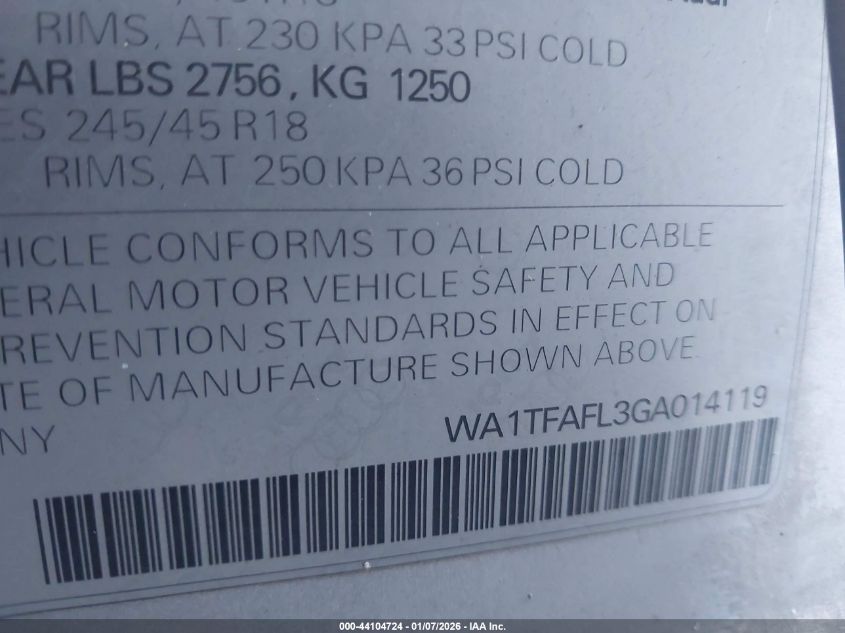 RIMS, AT 230 KPA 33 PSI COLD
EAR LBS 2756, KG 1250
ES 245/45 R18
RIMS, AT 250 KPA 36 PSI COLD
HICLE CONFORMS TO ALL APPLICABLE
ERAL MOTOR VEHICLE SAFETY AND
REVENTION STANDARDS IN EFFECT ON
TE OF MANUFACTURE SHOWN ABOVE.
NY
WA1TFAFL3GA014119
000-44104724 - 01/07/2026 - IAA Inc.